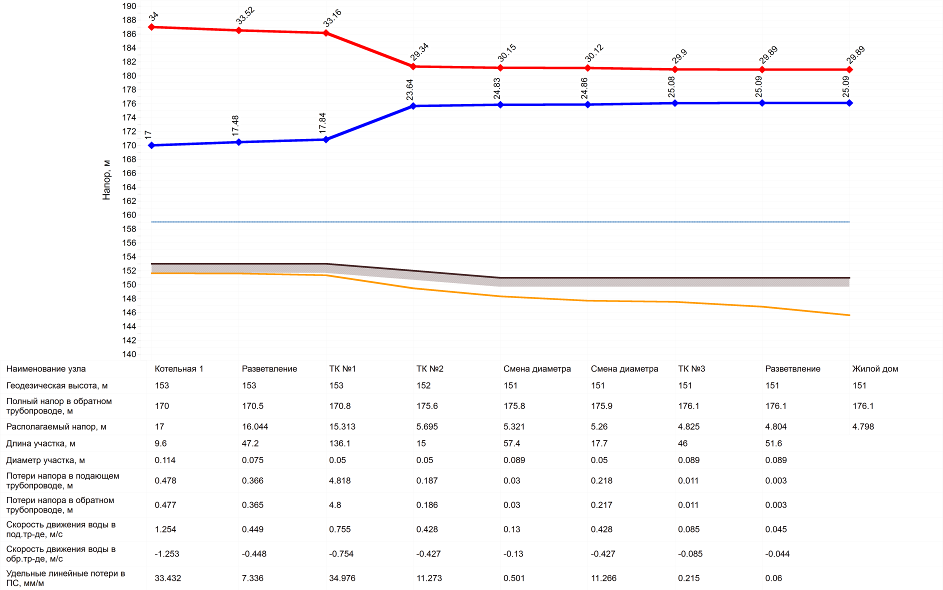 190
188
186
184
182
180
178
176
174
172
170
168
166
164
162
160
158
156
154
152
150
148
146
144
142
140
Напор, м
34
33.52
33.16
29.34
30.15
30.12
29.9
29.89
29.89
17
17.48
17.84
23.64
24.83
24.86
25.08
25.09
25.09
Наименование узла Котельная 1 Разветвление ТК №1 ТК №2 Смена диаметра Смена диаметра ТК №3 Разветвление Жилой дом
Геодезическая высота, м 153 153 153 152 151 151 151 151 151
Полный напор в обратном
трубопроводе, м 170 170.5 170.8 175.6 175.8 175.9 176.1 176.1 176.1
Располагаемый напор, м 17 16.044 15.313 5.695 5.321 5.26 4.825 4.804 4.798
Длина участка, м 9.6 47.2 136.1 15 57.4 17.7 46 51.6
Диаметр участка, м 0.114 0.075 0.05 0.05 0.089 0.05 0.089 0.089
Потери напора в подающем
трубопроводе, м 0.478 0.366 4.818 0.187 0.03 0.218 0.011 0.003
Потери напора в обратном
трубопроводе, м 0.477 0.365 4.8 0.186 0.03 0.217 0.011 0.003
Скорость движения воды в
под.тр-де, м/с 1.254 0.449 0.755 0.428 0.13 0.428 0.085 0.045
Скорость движения воды в
обр.тр-де, м/с -1.253 -0.448 -0.754 -0.427 -0.13 -0.427 -0.085 -0.044
Удельные линейные потери в
ПС, мм/м 33.432 7.336 34.976 11.273 0.501 11.266 0.215 0.06